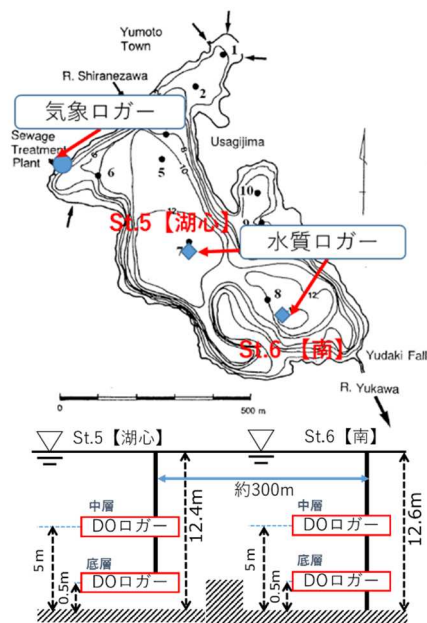 Yumoto
Town
1
R. Shiranezawa
2
気象ロガー
Usagijima
Sewage
Treatment
Plant
5
6
10
St.5【湖心】
9
7
水質ロガー
8
12
St.6 【南】
Yudaki Fall
R. Yukawa
0
500 m
St.5【湖心】
St.6【南】
約300m
中層
DOロガー
底層
DOロガー
5 m
0.5m
12.4m
中層
DOロガー
底層
DOロガー
5 m
0.5m
12.6m